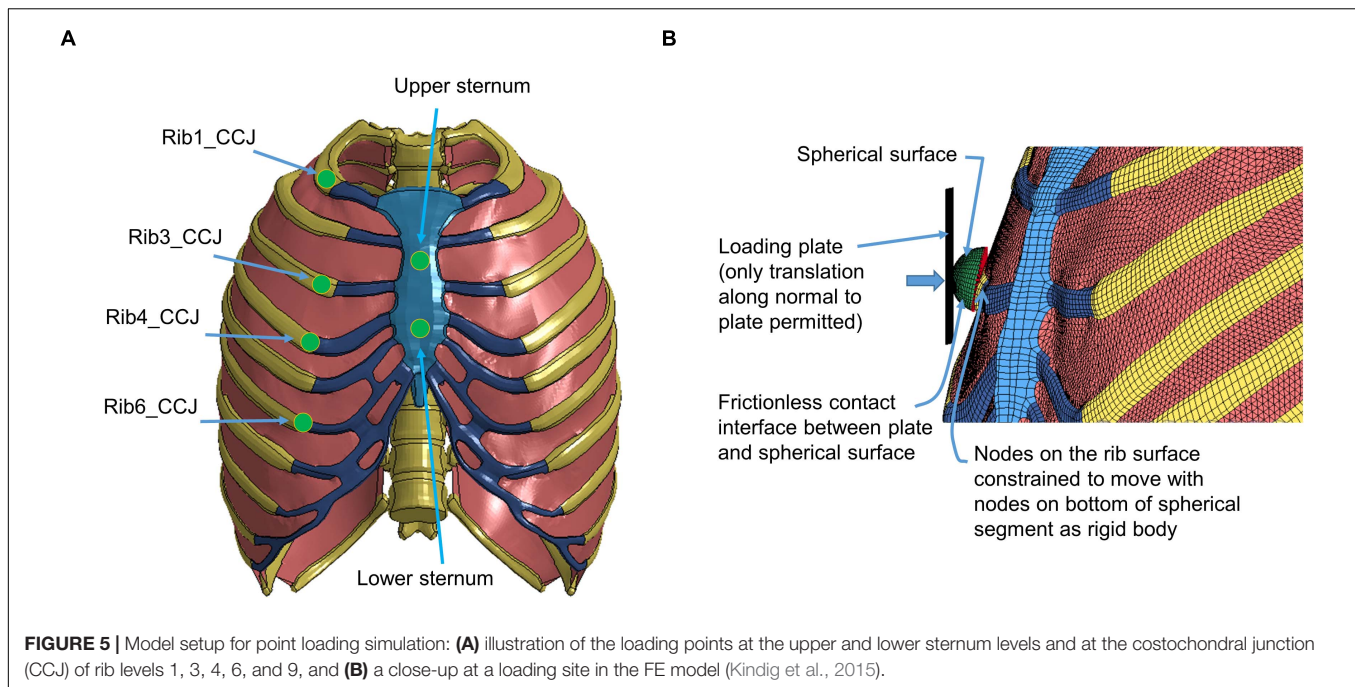 A
B
Upper sternum
Rib1_CCJ
Rib3_CCJ
Rib4_CCJ
Rib6_CCJ
Lower sternum
Spherical surface
Loading plate
(only translation
along normal to
plate permitted)
Frictionless contact
interface between plate
and spherical surface
Nodes on the rib surface
constrained to move with
nodes on bottom of spherical
segment as rigid body
FIGURE 5 | Model setup for point loading simulation: (A) illustration of the loading points at the upper and lower sternum levels and at the costochondral junction
(CCJ) of rib levels 1, 3, 4, 6, and 9, and (B) a close-up at a loading site in the FE model (Kindig et al., 2015).